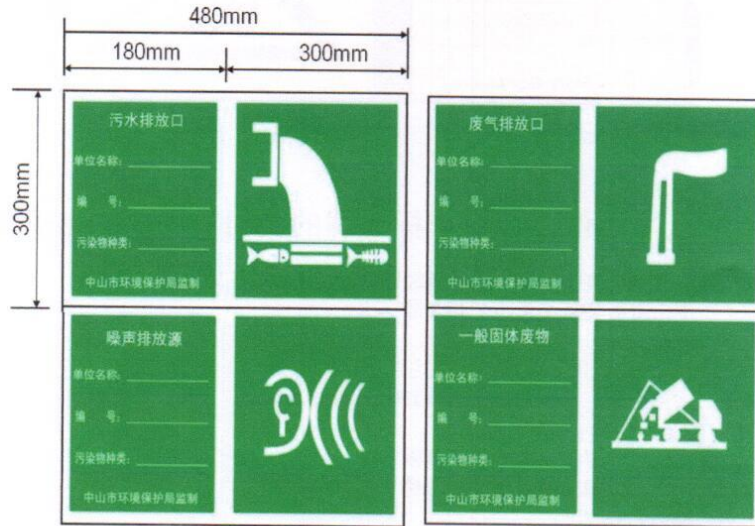 480mm
180mm
300mm
300mm
污水排放口
单位名称:
编 号:
污染物种类:
中山市环境保护局监制
废气排放口
单位名称:
编 号:
污染物种类:
中山市环境保护局监制
噪声排放源
单位名称:
编 号:
污染物种类:
中山市环境保护局监制
一般固体废物
单位名称:
编 号:
污染物种类:
中山市环境保护局监制